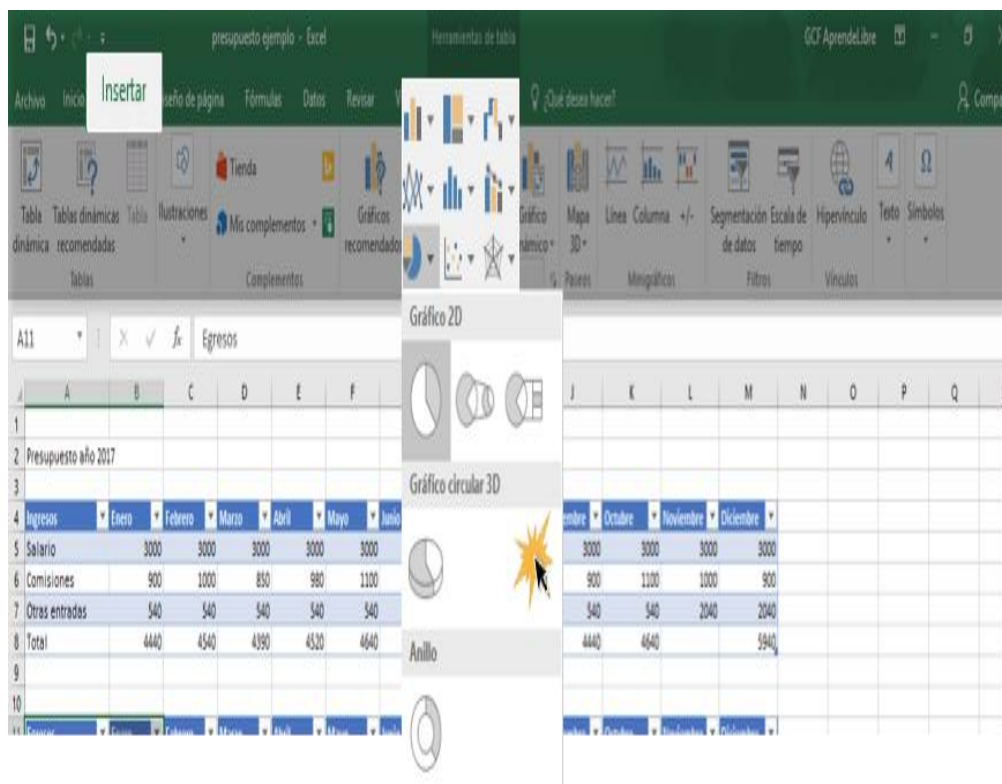 presupuesto ejemplo - Excel
Herramientas de tabla
GCF AprendeLibre
Archivo Inicio Insertar seño de página Fórmulas Datos Revisar V ¿Qué desea hacer? Compa
Tienda
Mis complementos
Tabla dinámica
Tablas dinámicas recomendadas
Tabla
Ilustraciones
Gráficos recomendados
Gráfico
námico
Mapa 3D
Línea Columna +/-
Segmentación de datos
Escala de tiempo
Hipervínculo
Texto Símbolos
Tablas Complementos Paseos Minigráficos Filtros Vínculos
A11 fx Egresos
Gráfico 2D
Gráfico circular 3D
Anillo
A B C D E F J K L M N O P Q
1
2 Presupuesto año 2017
3
4 Ingresos Enero Febrero Marzo Abril Mayo Junio embre Octubre Noviembre Diciembre
5 Salario 3000 3000 3000 3000 3000 3000 3000 3000 3000
6 Comisiones 900 1000 850 980 1100 900 1100 1000 900
7 Otras entradas 540 540 540 540 540 540 540 2040 2040
8 Total 4440 4540 4390 4520 4640 4440 4640 5940
9
10